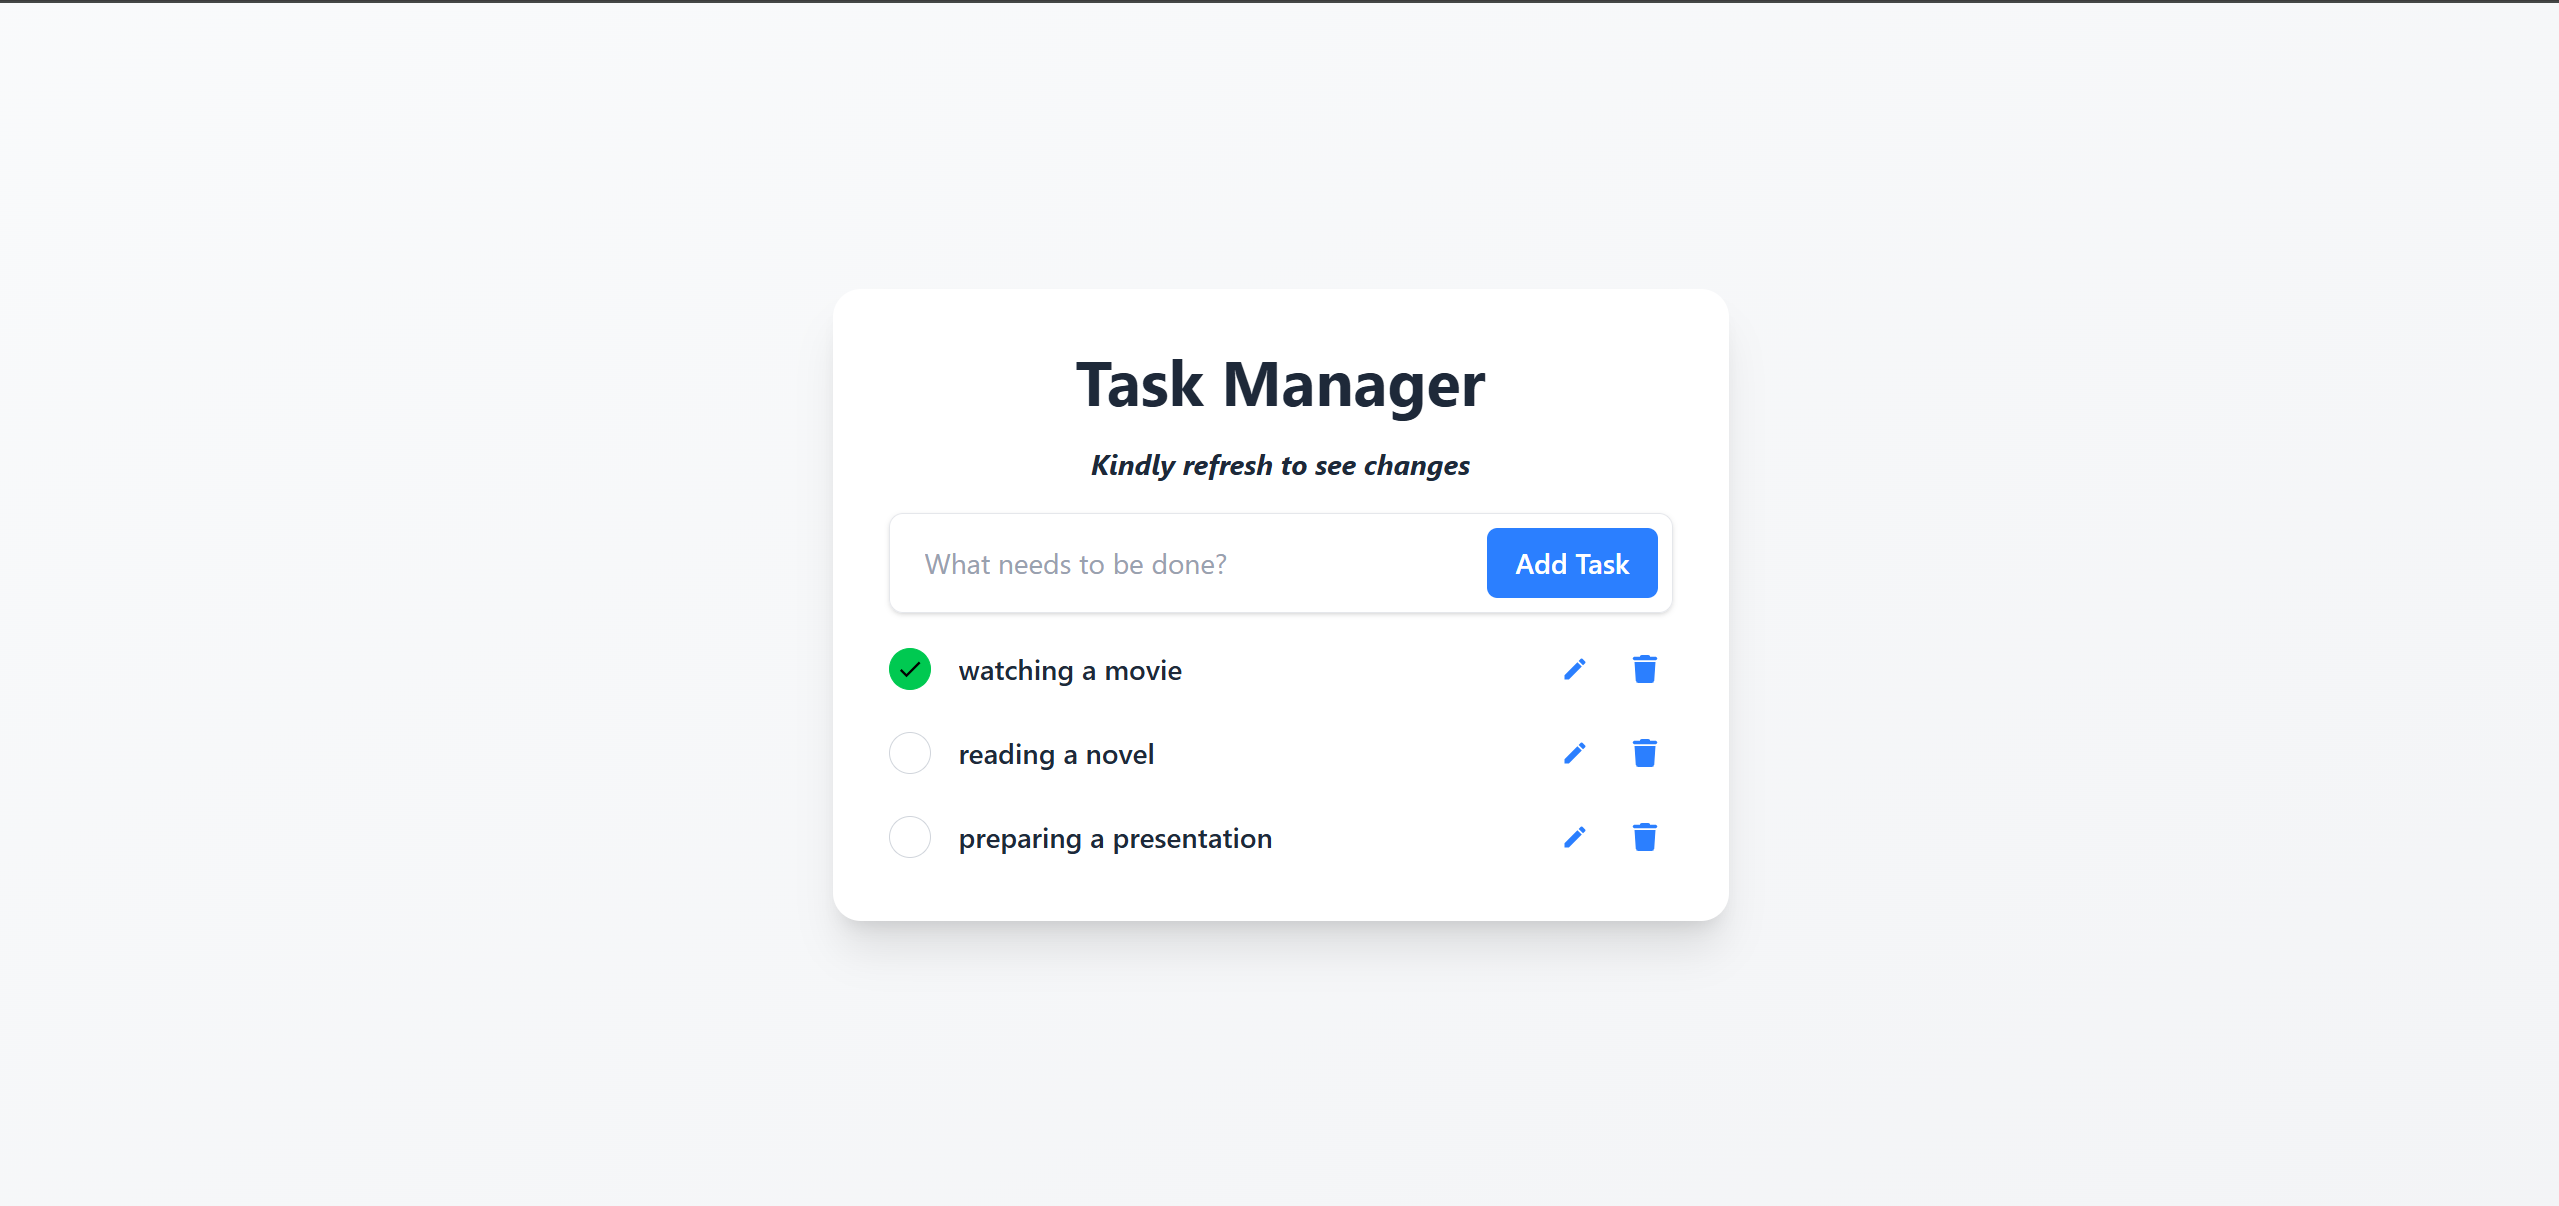 Task Manager
Kindly refresh to see changes
What needs to be done?
Add Task
watching a movie
reading a novel
preparing a presentation